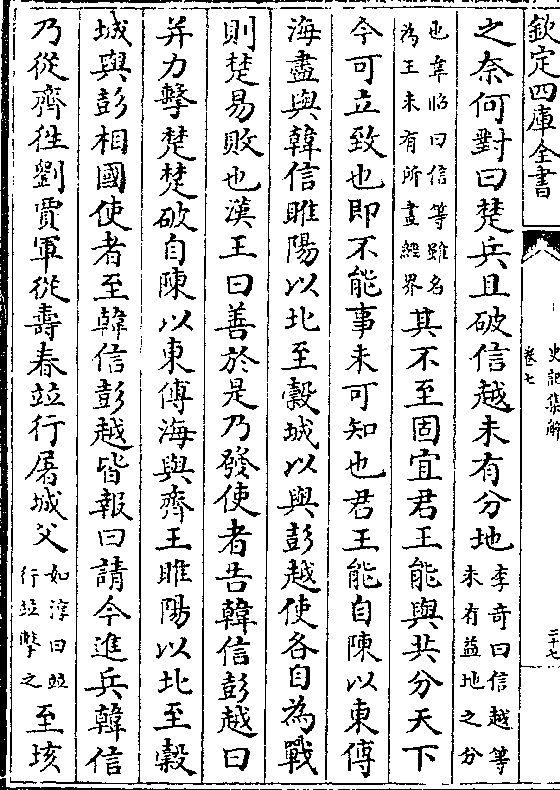 欽定四庫全書
史記集解
卷七
三十七
之奈何對曰楚兵且破信越未有分地李奇曰信越等未有益地之分
也韋昭曰信等雖名為王未有所畫經界其不至固宜君王能與共分天下
今可立致也即不能事未可知也君王能自陳以東傅
海盡與韓信睢陽以北至穀城以與彭越使各自為戰
則楚易敗也漢王曰善於是乃發使者告韓信彭越曰
并力擊楚楚破自陳以東傅海與齊王睢陽以北至穀
城與彭相國使者至韓信彭越皆報曰請今進兵韓信
乃從齊往劉賈軍從壽春並行屠城父如淳曰並行並擊之至垓